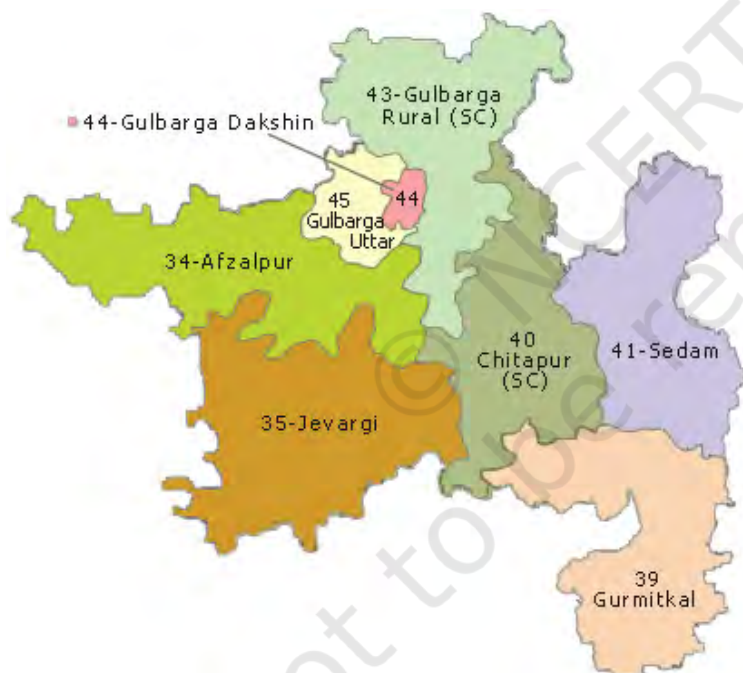 43-Gulbarga
Rural (SC)
44-Gulbarga Dakshin
45
Gulbarga
Uttar
44
34-Afzalpur
40
Chitapur
(SC)
41-Sedam
35-Jevargi
39
Gurmitkal
© NCERT
not to be re